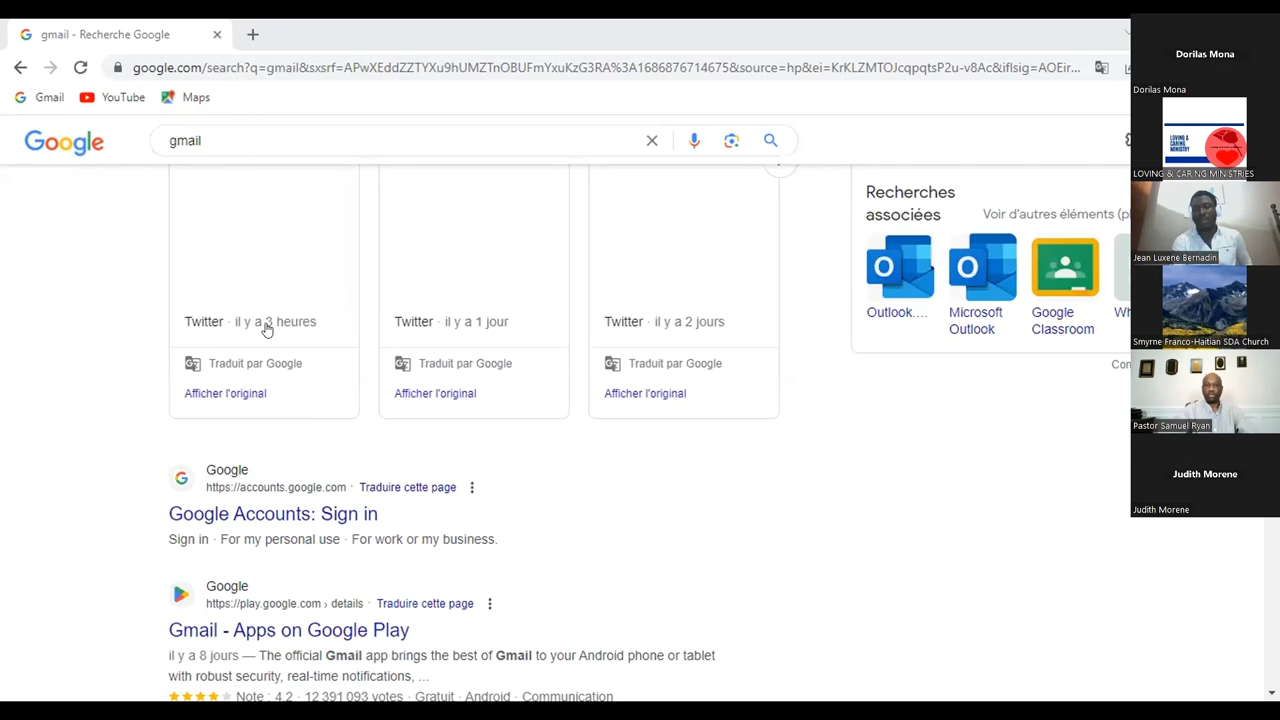 gmail - Recherche Google
google.com/search?q=gmail&sxsrf=APwXEddZZTYXu9hUMZTnOBUFmYxuKzG3RA%3A1686876714675&source=hp&ei=KrKLZMTOJcqpqtsP2u-v8Ac&iflsig=AOEir...
Gmail YouTube Maps
Google gmail
Recherches
associées
Voir d'autres éléments
Outlook....
Microsoft
Outlook
Google
Classroom
Twitter · il y a 3 heures
Traduit par Google
Afficher l'original
Twitter · il y a 1 jour
Traduit par Google
Afficher l'original
Twitter · il y a 2 jours
Traduit par Google
Afficher l'original
Google
https://accounts.google.com · Traduire cette page
Google Accounts: Sign in
Sign in · For my personal use · For work or my business.
Google
https://play.google.com › details · Traduire cette page
Gmail - Apps on Google Play
il y a 8 jours — The official Gmail app brings the best of Gmail to your Android phone or tablet
with robust security, real-time notifications, ...
Note : 4,2 · 12 391 093 votes · Gratuit · Android · Communication
Dorilas Mona
Dorilas Mona
LOVING &
CARING
MINISTRY
LOVING & CARING MINISTRIES
Jean Luxene Bernadin
Smyrne Franco-Haitian SDA Church
Pastor Samuel Ryan
Judith Morene
Judith Morene